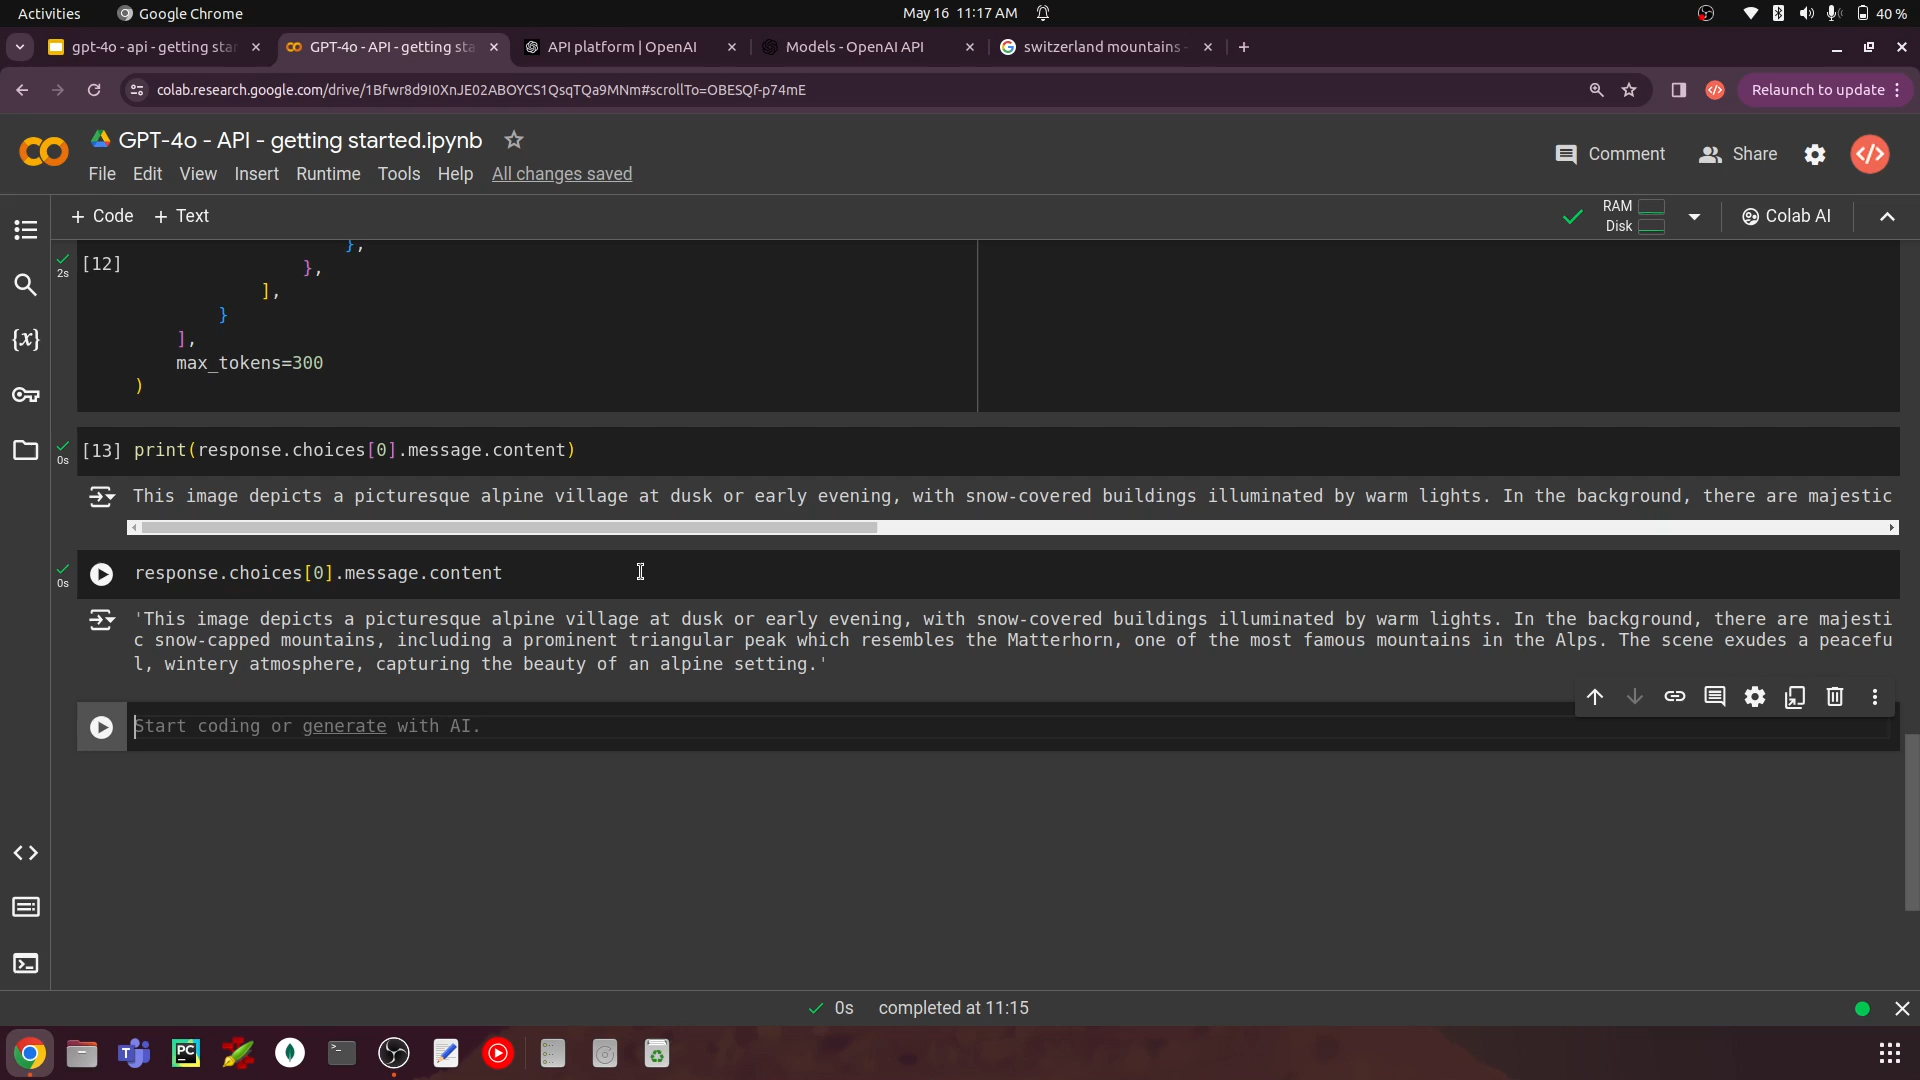 Activities Google Chrome May 16 11:17 AM 40 %
gpt-4o - api - getting star GPT-4o - API - getting sta API platform | OpenAI Models - OpenAI API switzerland mountains -
colab.research.google.com/drive/1Bfwr8d9I0XnJE02ABOYCS1QsqTQa9MNm#scrollTo=OBESQf-p74mE Relaunch to update
GPT-4o - API - getting started.ipynb
Comment Share
File Edit View Insert Runtime Tools Help All changes saved
+ Code + Text RAM Disk Colab AI
},
2s [12] },
],
}
],
max_tokens=300
)
0s [13] print(response.choices[0].message.content)
This image depicts a picturesque alpine village at dusk or early evening, with snow-covered buildings illuminated by warm lights. In the background, there are majestic
0s response.choices[0].message.content
'This image depicts a picturesque alpine village at dusk or early evening, with snow-covered buildings illuminated by warm lights. In the background, there are majesti
c snow-capped mountains, including a prominent triangular peak which resembles the Matterhorn, one of the most famous mountains in the Alps. The scene exudes a peacefu
l, wintery atmosphere, capturing the beauty of an alpine setting.'
Start coding or generate with AI.
0s completed at 11:15